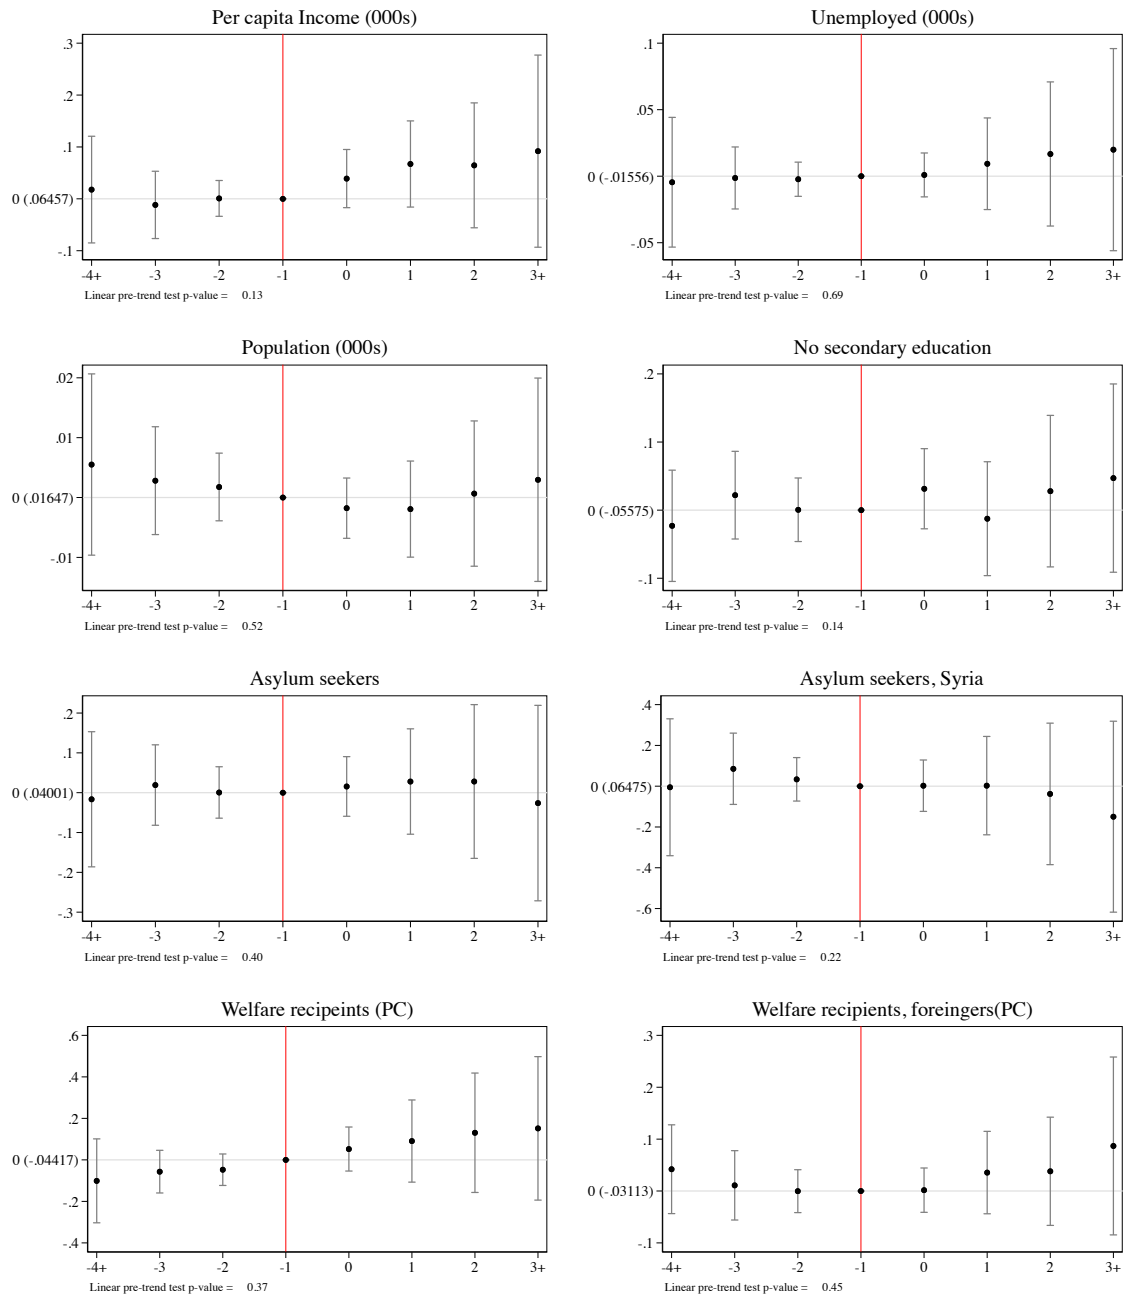 Per capita Income (000s)
.3
.2
.1
0 (.06457)
-.1
-4+ -3 -2 -1 0 1 2 3+
Linear pre-trend test p-value = 0.13
Unemployed (000s)
.1
.05
0 (-.01556)
-.05
-4+ -3 -2 -1 0 1 2 3+
Linear pre-trend test p-value = 0.69
Population (000s)
.02
.01
0 (.01647)
-.01
-4+ -3 -2 -1 0 1 2 3+
Linear pre-trend test p-value = 0.52
No secondary education
.2
.1
0 (-.05575)
-.1
-4+ -3 -2 -1 0 1 2 3+
Linear pre-trend test p-value = 0.14
Asylum seekers
.2
.1
0 (.04001)
-.1
-.2
-.3
-4+ -3 -2 -1 0 1 2 3+
Linear pre-trend test p-value = 0.40
Asylum seekers, Syria
.4
.2
0 (.06475)
-.2
-.4
-.6
-4+ -3 -2 -1 0 1 2 3+
Linear pre-trend test p-value = 0.22
Welfare recipeints (PC)
.6
.4
.2
0 (-.04417)
-.2
-.4
-4+ -3 -2 -1 0 1 2 3+
Linear pre-trend test p-value = 0.37
Welfare recipients, foreingers(PC)
.3
.2
.1
0 (-.03113)
-.1
-4+ -3 -2 -1 0 1 2 3+
Linear pre-trend test p-value = 0.45